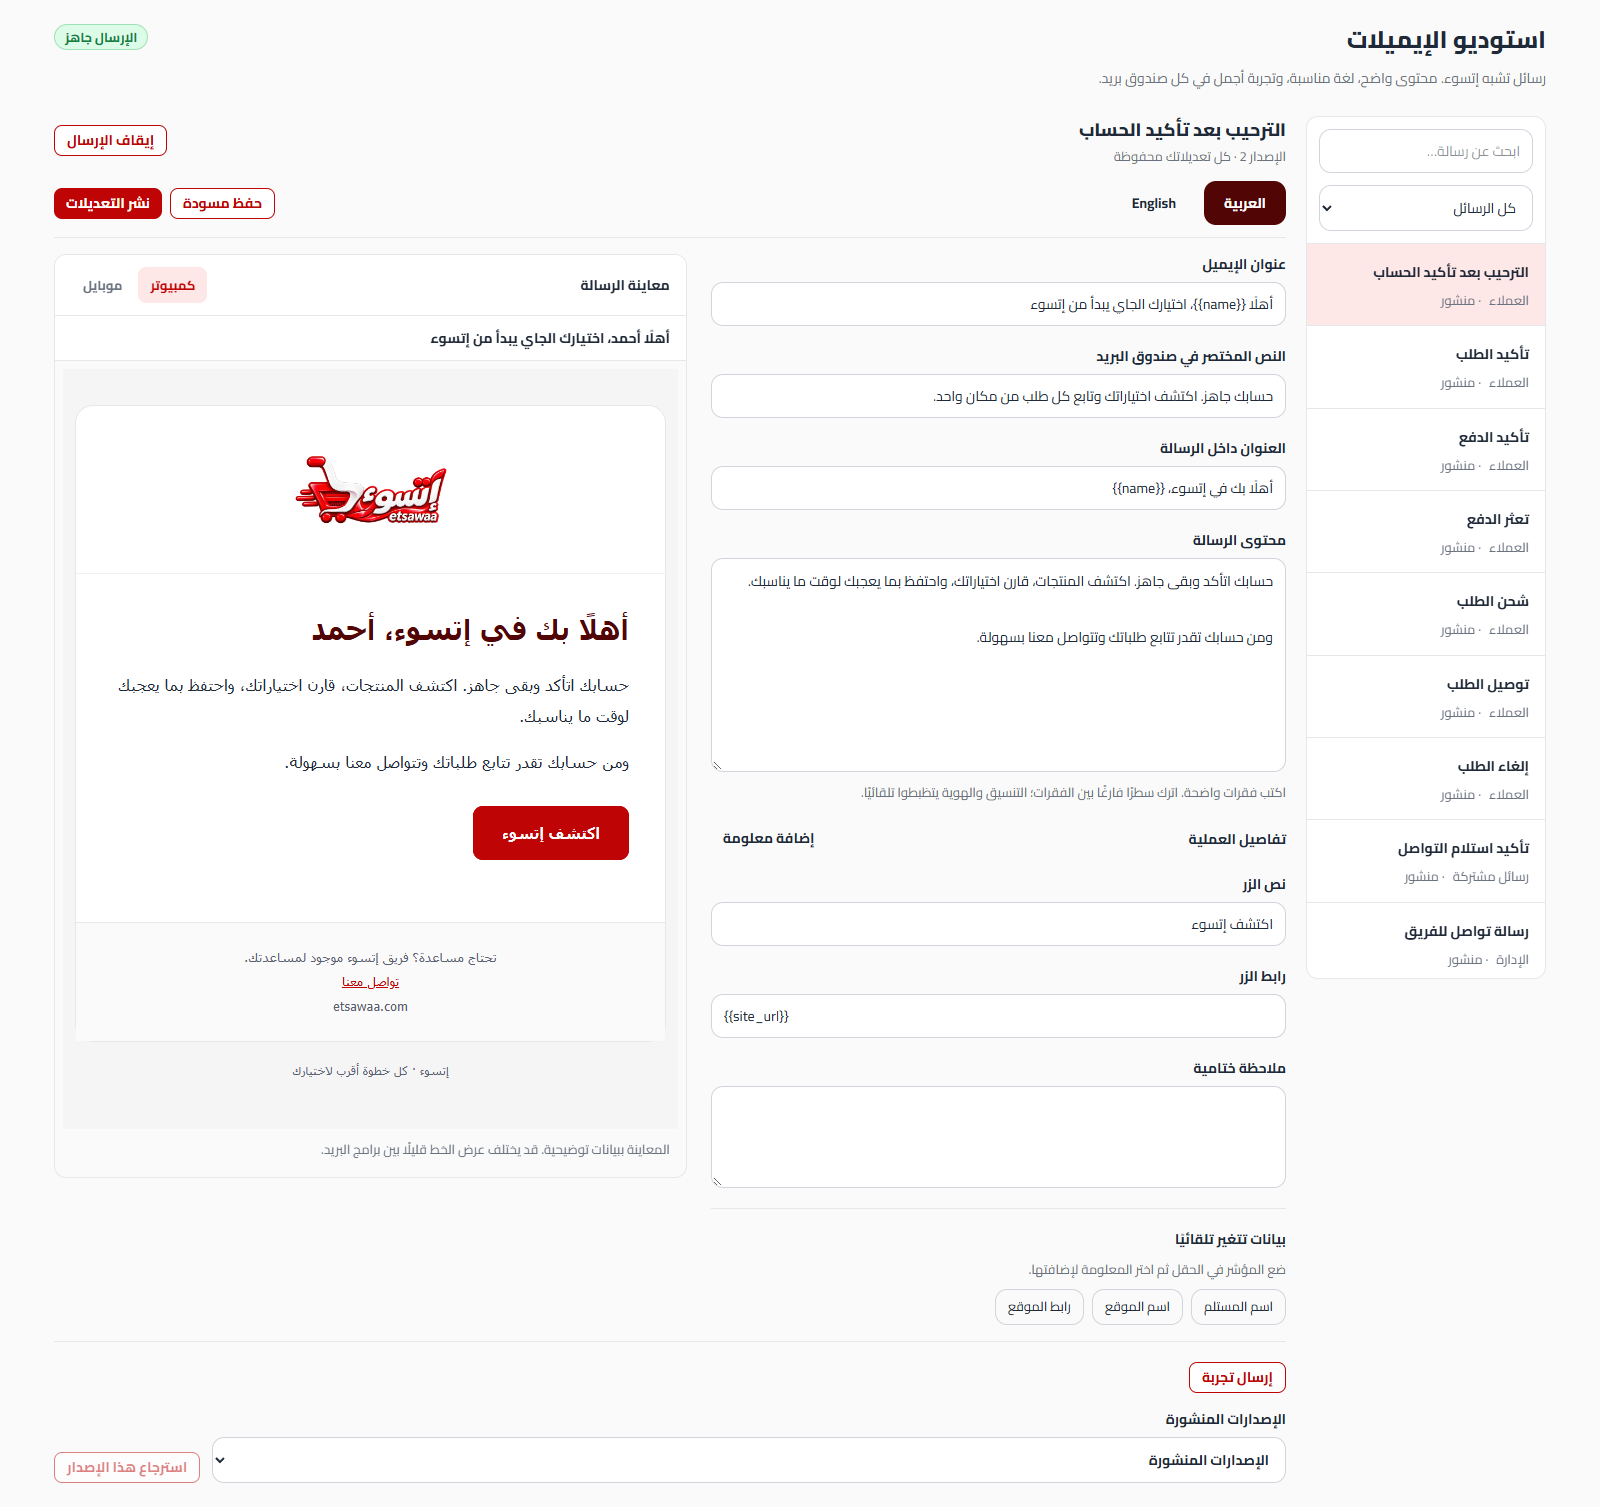 استوديو الإيميلات
الإرسال جاهز
رسائل تشبه إتسوء. محتوى واضح، لغة مناسبة، وتجربة أجمل في كل صندوق بريد.
ابحث عن رسالة...
كل الرسائل
الترحيب بعد تأكيد الحساب
العملاء · منشور
تأكيد الطلب
العملاء · منشور
تأكيد الدفع
العملاء · منشور
تعثر الدفع
العملاء · منشور
شحن الطلب
العملاء · منشور
توصيل الطلب
العملاء · منشور
إلغاء الطلب
العملاء · منشور
تأكيد استلام التواصل
رسائل مشتركة · منشور
رسالة تواصل للفريق
الإدارة · منشور
الترحيب بعد تأكيد الحساب
إيقاف الإرسال
الإصدار 2 · كل تعديلاتك محفوظة
العربية
English
حفظ مسودة
نشر التعديلات
عنوان الإيميل
أهلًا {{name}}، اختيارك الجاي يبدأ من إتسوء
النص المختصر في صندوق البريد
حسابك جاهز. اكتشف اختياراتك وتابع كل طلب من مكان واحد.
العنوان داخل الرسالة
أهلًا بك في إتسوء، {{name}}
محتوى الرسالة
حسابك اتأكد وبقى جاهز. اكتشف المنتجات، قارن اختياراتك، واحتفظ بما يعجبك لوقت ما يناسبك.
ومن حسابك تقدر تتابع طلباتك وتتواصل معنا بسهولة.
اكتب فقرات واضحة. اترك سطرًا فارغًا بين الفقرات؛ التنسيق والهوية يتظبطوا تلقائيًا.
تفاصيل العملية
إضافة معلومة
نص الزر
اكتشف إتسوء
رابط الزر
{{site_url}}
ملاحظة ختامية
بيانات تتغير تلقائيًا
ضع المؤشر في الحقل ثم اختر المعلومة لإضافتها.
اسم المستلم
اسم الموقع
رابط الموقع
معاينة الرسالة
كمبيوتر
موبايل
أهلًا أحمد، اختيارك الجاي يبدأ من إتسوء
إتسوء
etsawaa
أهلًا بك في إتسوء، أحمد
حسابك اتأكد وبقى جاهز. اكتشف المنتجات، قارن اختياراتك، واحتفظ بما يعجبك
لوقت ما يناسبك.
ومن حسابك تقدر تتابع طلباتك وتتواصل معنا بسهولة.
اكتشف إتسوء
تحتاج مساعدة؟ فريق إتسوء موجود لمساعدتك.
تواصل معنا
etsawaa.com
إتسوء · كل خطوة أقرب لاختيارك
المعاينة ببيانات توضيحية. قد يختلف عرض الخط قليلًا بين برامج البريد.
إرسال تجربة
الإصدارات المنشورة
الإصدارات المنشورة
استرجاع هذا الإصدار